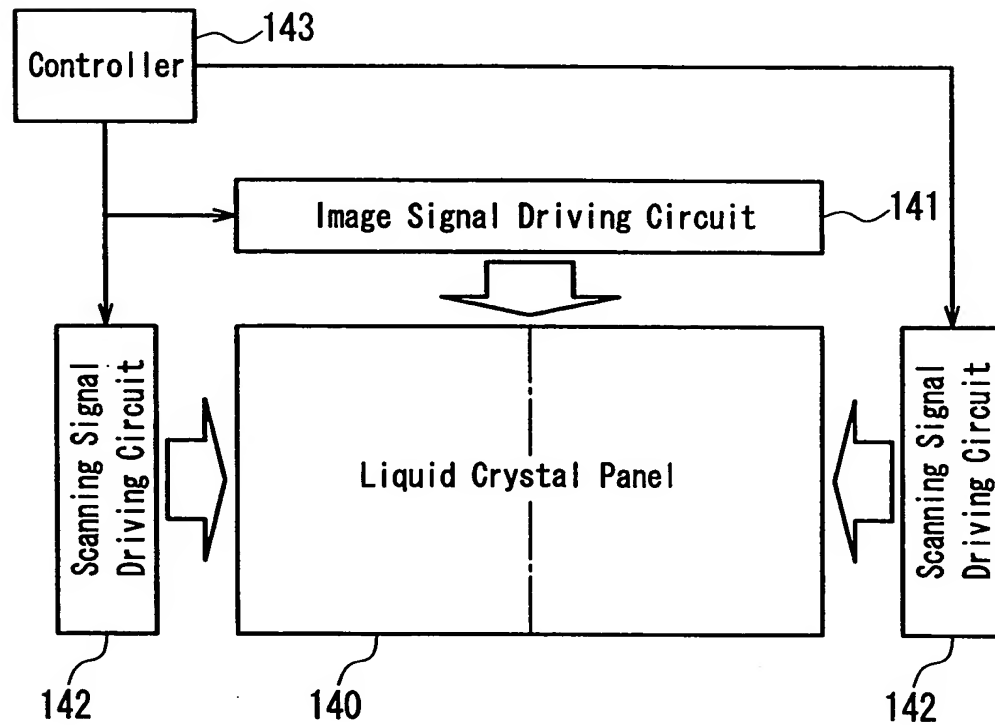 143
Controller
Image Signal Driving Circuit
141
Scanning Signal
Driving Circuit
Liquid Crystal Panel
Scanning Signal
Driving Circuit
142
140
142